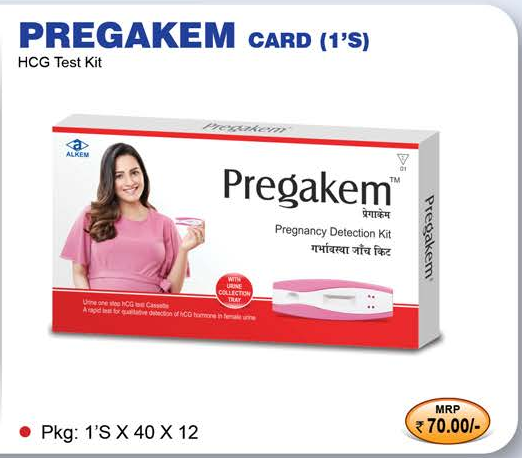 PREGAKEM CARD (1'S)
HCG Test Kit
Pregakem
ALKEM
01
Pregakem™
प्रेगाकेम
Pregnancy Detection Kit
गर्भावस्था जाँच किट
Pregakem
WITH
URINE
COLLECTION
TRAY
Urine one step hCG test Cassette
A rapid test for qualitative detection of hCG hormone in female urine
Pkg: 1'S X 40 X 12
MRP
₹ 70.00/-